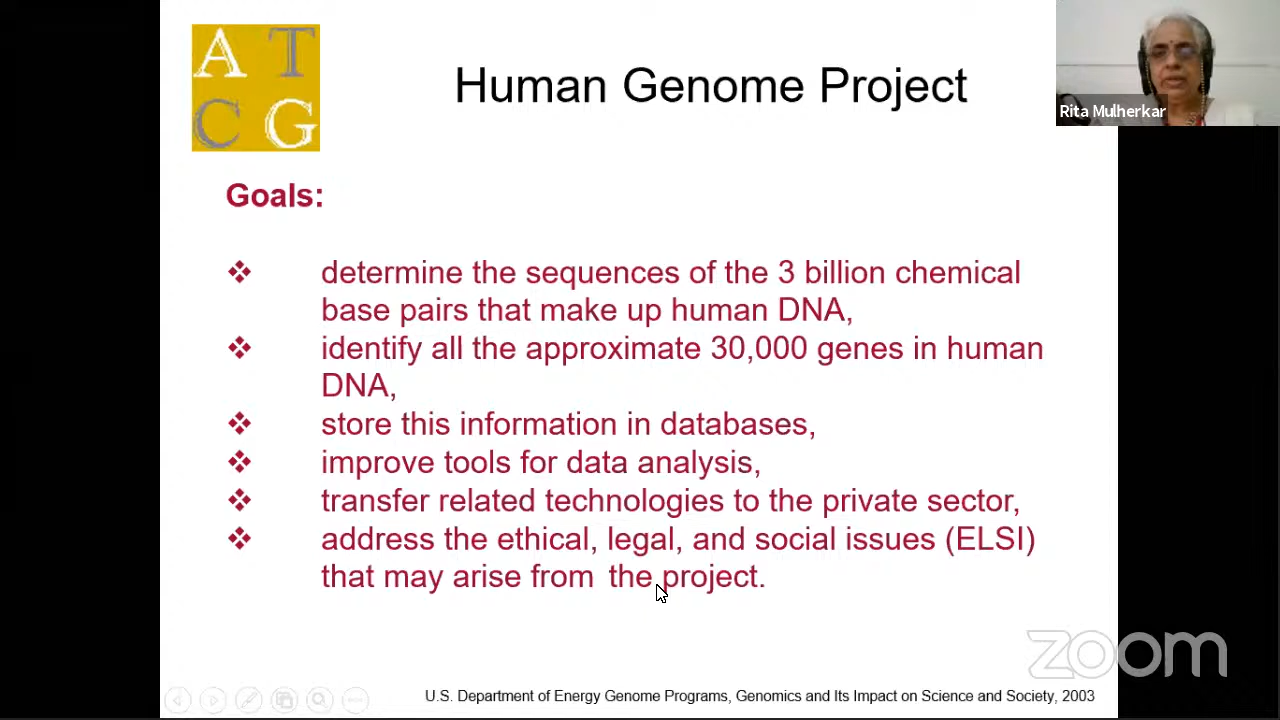 A T
C G
Human Genome Project
Rita Mulherkar
Goals:
❖ determine the sequences of the 3 billion chemical
base pairs that make up human DNA,
❖ identify all the approximate 30,000 genes in human
DNA,
❖ store this information in databases,
❖ improve tools for data analysis,
❖ transfer related technologies to the private sector,
❖ address the ethical, legal, and social issues (ELSI)
that may arise from the project.
zoom
U.S. Department of Energy Genome Programs, Genomics and Its Impact on Science and Society, 2003